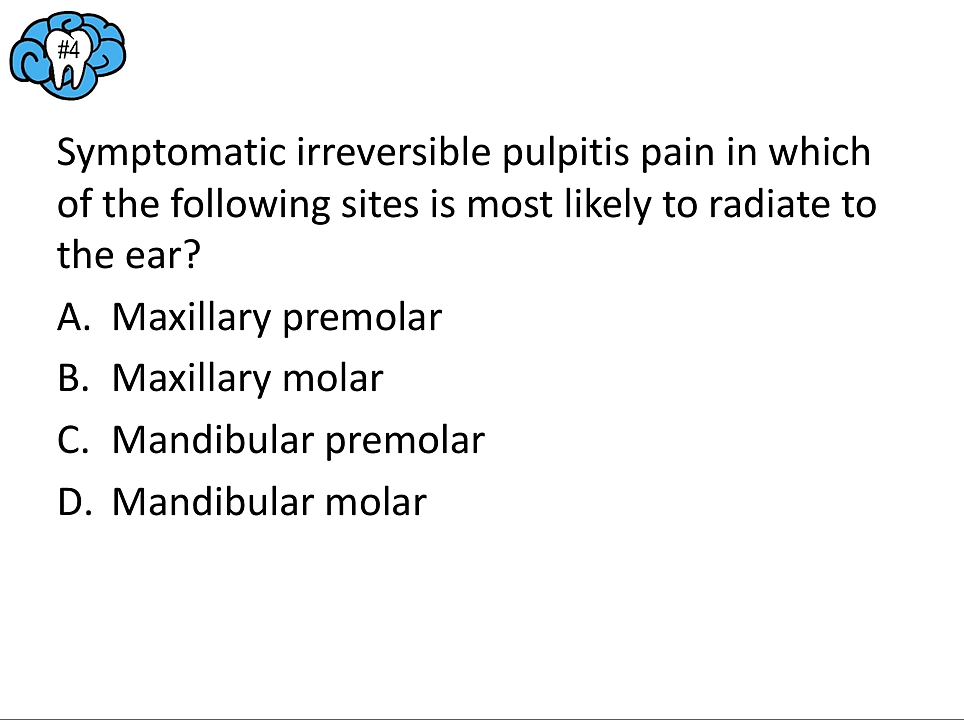 #4
Symptomatic irreversible pulpitis pain in which
of the following sites is most likely to radiate to
the ear?
A. Maxillary premolar
B. Maxillary molar
C. Mandibular premolar
D. Mandibular molar